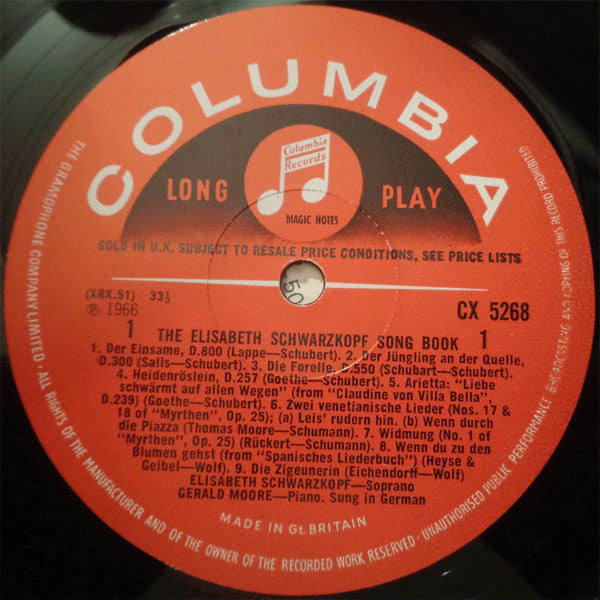 COLUMBIA
Columbia
Records
LONG PLAY
MAGIC NOTES
SOLD IN U.K. SUBJECT TO RESALE PRICE CONDITIONS, SEE PRICE LISTS
(XRX.51) 33⅓
℗ 1966
CX 5268
50
1 THE ELISABETH SCHWARZKOPF SONG BOOK 1
1. Der Einsame, D.800 (Lappe—Schubert). 2. Der Jüngling an der Quelle,
D.300 (Salis—Schubert). 3. Die Forelle, D.550 (Schubart—Schubert).
4. Heidenröslein, D.257 (Goethe—Schubert). 5. Arietta: "Liebe
schwärmt auf allen Wegen" (from "Claudine von Villa Bella",
D.239) (Goethe—Schubert). 6. Zwei venetianische Lieder (Nos. 17 &
18 of "Myrthen", Op. 25); (a) Leis' rudern hin. (b) Wenn durch
die Piazza (Thomas Moore—Schumann). 7. Widmung (No. 1 of
"Myrthen", Op. 25) (Rückert—Schumann). 8. Wenn du zu den
Blumen gehst (from "Spanisches Liederbuch") (Heyse &
Geibel—Wolf). 9. Die Zigeunerin (Eichendorff—Wolf)
ELISABETH SCHWARZKOPF—Soprano
GERALD MOORE—Piano. Sung in German
MADE IN Gt. BRITAIN
THE GRAMOPHONE COMPANY LIMITED · ALL RIGHTS OF THE MANUFACTURER AND OF THE OWNER OF THE RECORDED WORK RESERVED · UNAUTHORISED PUBLIC PERFORMANCE, BROADCASTING AND COPYING OF THIS RECORD PROHIBITED